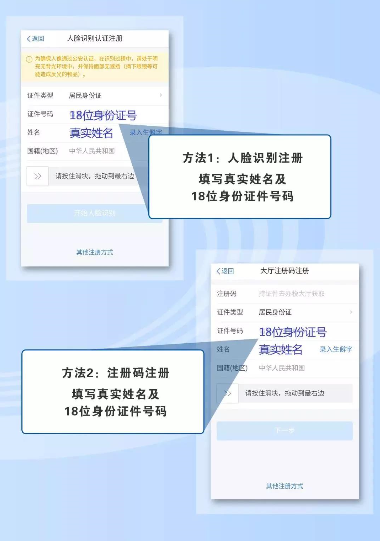 返回
人脸识别认证注册
证件类型 居民身份证
证件号码 18位身份证号
姓名 真实姓名 录入生僻字
国籍(地区) 中华人民共和国
请按住滑块，拖动到最右边
其他注册方式
方法1：人脸识别注册
填写真实姓名及
18位身份证件号码
返回
大厅注册码注册
注册码
证件类型 居民身份证
证件号码 18位身份证号
姓名 真实姓名 录入生僻字
国籍(地区) 中华人民共和国
请按住滑块，拖动到最右边
下一步
其他注册方式
方法2：注册码注册
填写真实姓名及
18位身份证件号码